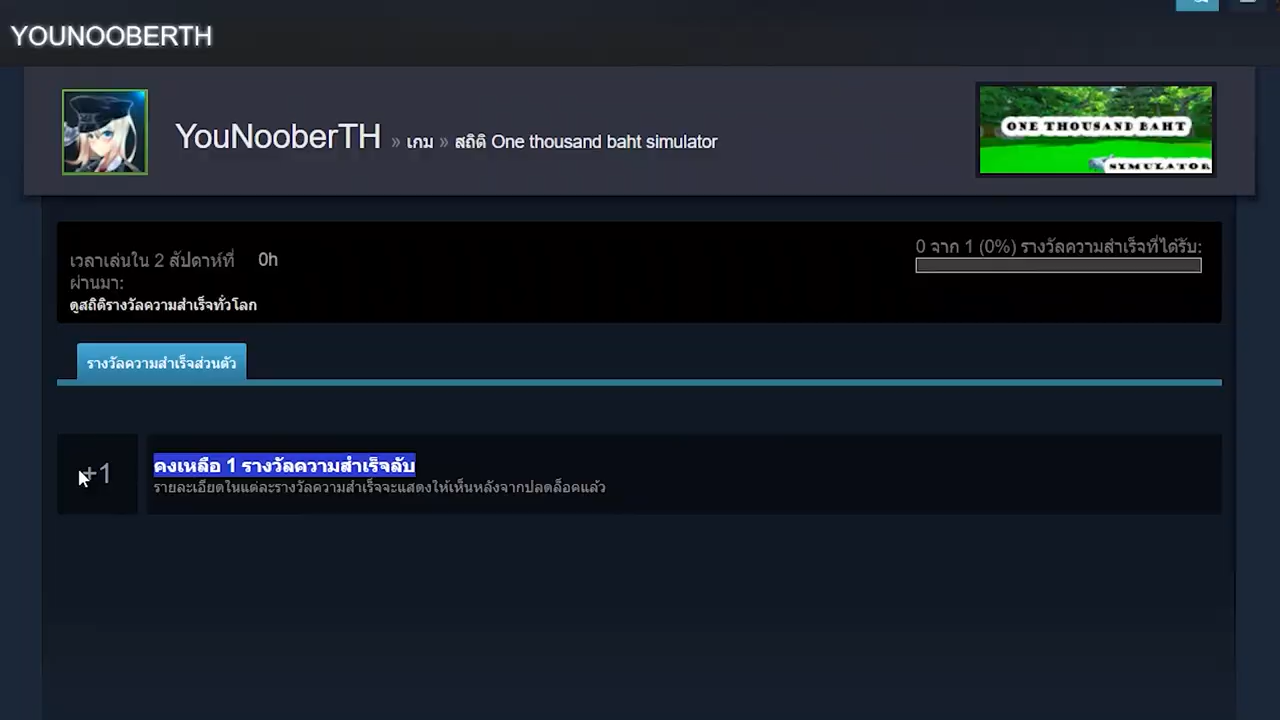 YOUNOOBERTH
YouNooberTH » เกม » สถิติ One thousand baht simulator
ONE THOUSAND BAHT
SYMULATOR
เวลาเล่นใน 2 สัปดาห์ที่ 0h
ผ่านมา:
ดูสถิติรางวัลความสำเร็จทั่วโลก
0 จาก 1 (0%) รางวัลความสำเร็จที่ได้รับ:
รางวัลความสำเร็จส่วนตัว
+1
คงเหลือ 1 รางวัลความสำเร็จลับ
รายละเอียดในแต่ละรางวัลความสำเร็จจะแสดงให้เห็นหลังจากปลดล็อคแล้ว